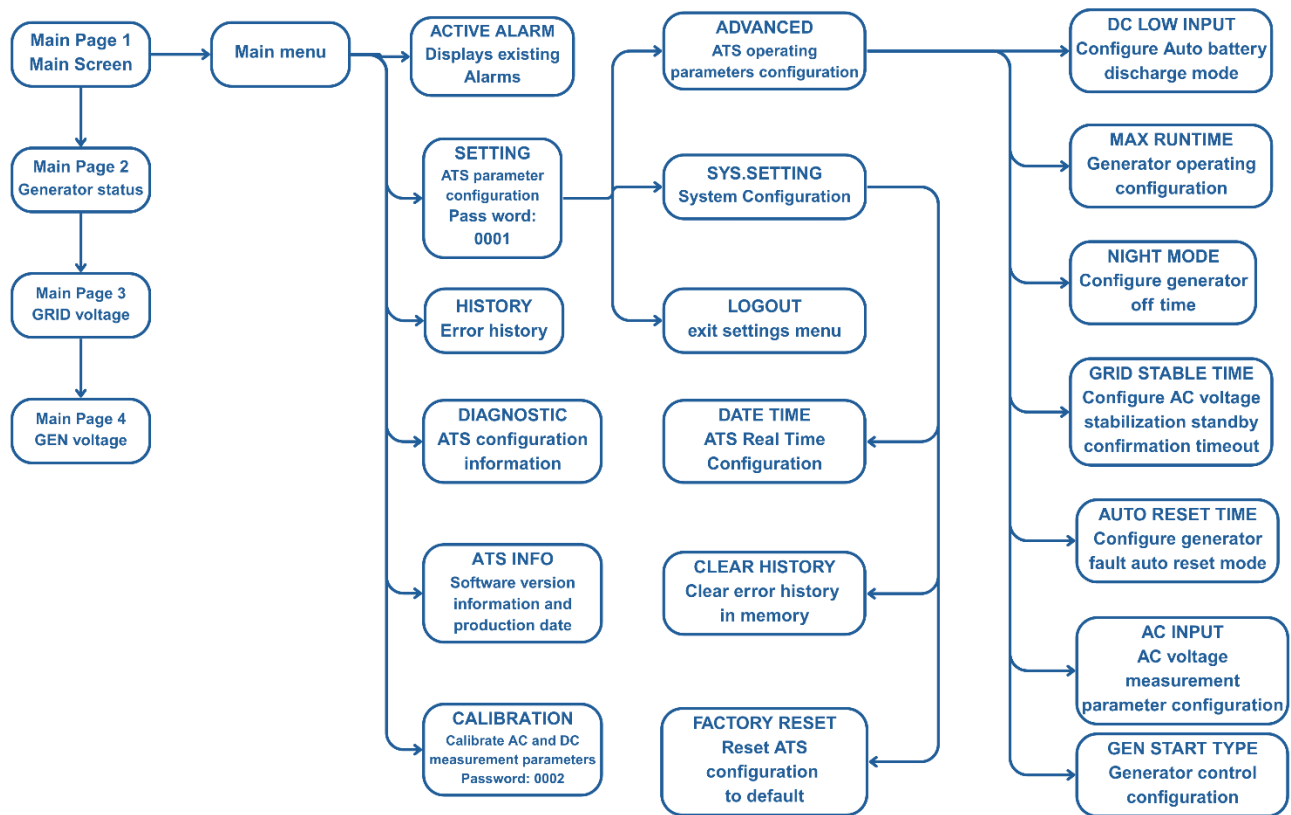 Main Page 1
Main Screen
Main Page 2
Generator status
Main Page 3
GRID voltage
Main Page 4
GEN voltage
Main menu
ACTIVE ALARM
Displays existing
Alarms
SETTING
ATS parameter
configuration
Pass word:
0001
HISTORY
Error history
DIAGNOSTIC
ATS configuration
information
ATS INFO
Software version
information and
production date
CALIBRATION
Calibrate AC and DC
measurement parameters
Password: 0002
ADVANCED
ATS operating
parameters configuration
SYS.SETTING
System Configuration
LOGOUT
exit settings menu
DATE TIME
ATS Real Time
Configuration
CLEAR HISTORY
Clear error history
in memory
FACTORY RESET
Reset ATS
configuration
to default
DC LOW INPUT
Configure Auto battery
discharge mode
MAX RUNTIME
Generator operating
configuration
NIGHT MODE
Configure generator
off time
GRID STABLE TIME
Configure AC voltage
stabilization standby
confirmation timeout
AUTO RESET TIME
Configure generator
fault auto reset mode
AC INPUT
AC voltage
measurement
parameter configuration
GEN START TYPE
Generator control
configuration